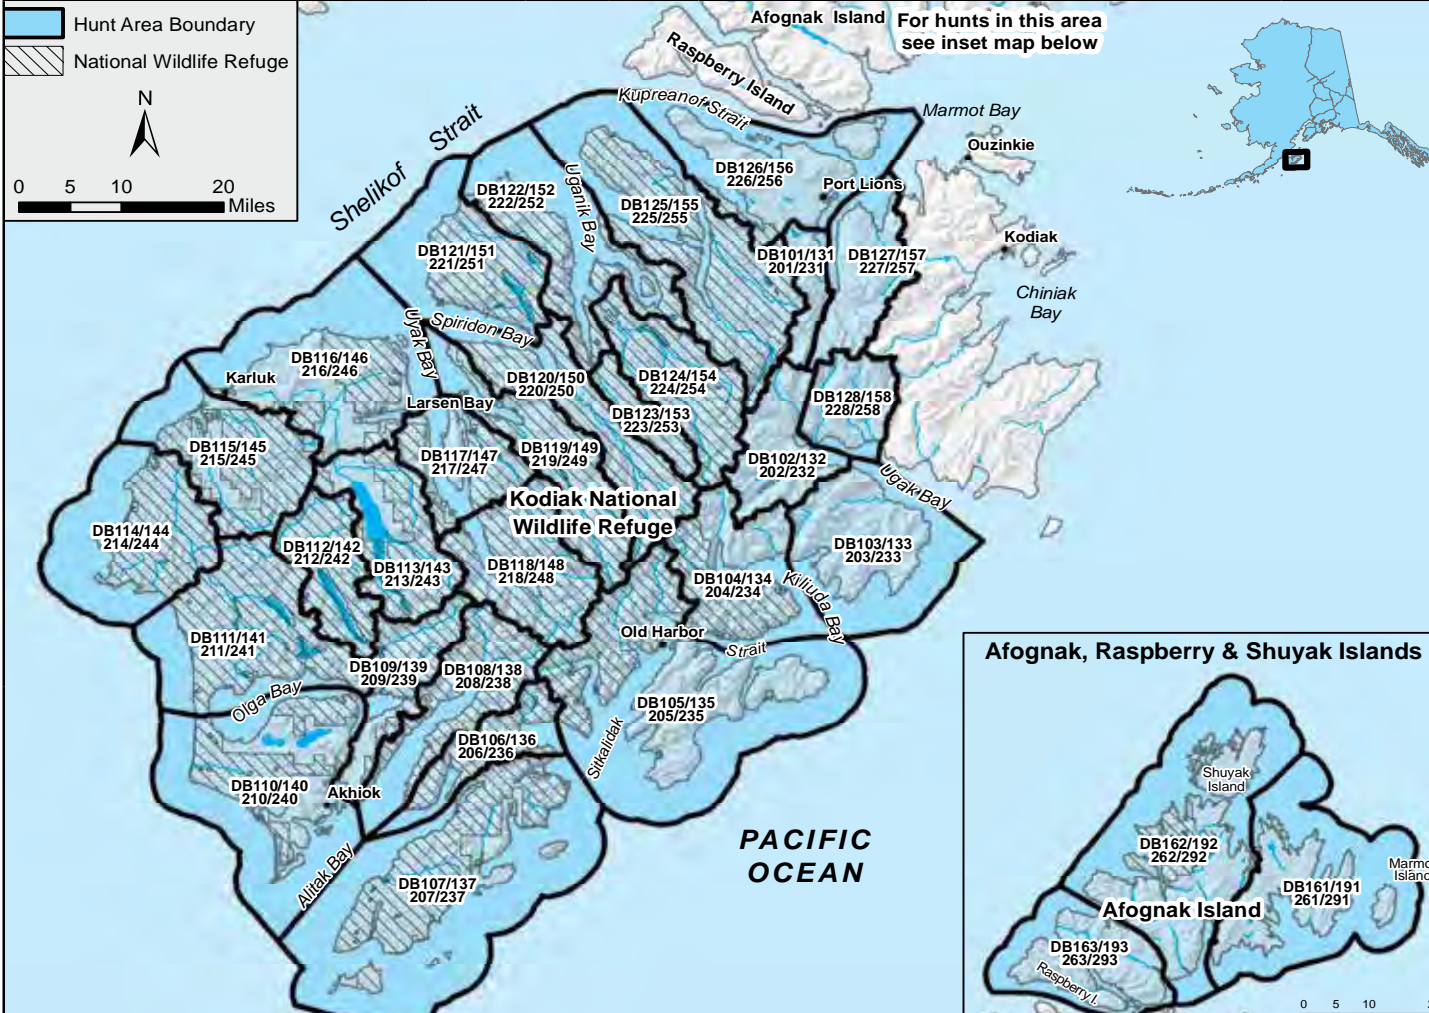 Hunt Area Boundary
National Wildlife Refuge
N
0 5 10 20
Miles
Afognak Island
For hunts in this area
see inset map below
Raspberry Island
Kupreanof Strait
Marmot Bay
Ouzinkie
Shelikof Strait
DB126/156
226/256
Port Lions
DB122/152
222/252
Uganik Bay
DB125/155
225/255
Kodiak
DB121/151
221/251
DB101/131
201/231
DB127/157
227/257
Chiniak
Bay
Uyak Bay
Spiridon Bay
DB116/146
216/246
Karluk
DB120/150
220/250
DB124/154
224/254
Larsen Bay
DB128/158
228/258
DB123/153
223/253
DB115/145
215/245
DB117/147
217/247
DB119/149
219/249
DB102/132
202/232
Ugak Bay
Kodiak National
Wildlife Refuge
DB114/144
214/244
DB112/142
212/242
DB113/143
213/243
DB118/148
218/248
DB103/133
203/233
DB104/134
204/234
Kiliuda Bay
DB111/141
211/241
Old Harbor
Strait
DB109/139
209/239
DB108/138
208/238
Olga Bay
DB105/135
205/235
Sitkalidak
DB106/136
206/236
DB110/140
210/240
Akhiok
Alitak Bay
DB107/137
207/237
PACIFIC
OCEAN
Afognak, Raspberry & Shuyak Islands
Shuyak
Island
DB162/192
262/292
Marmo
Island
DB161/191
261/291
Afognak Island
DB163/193
263/293
Raspberry I.
0 5 10 2